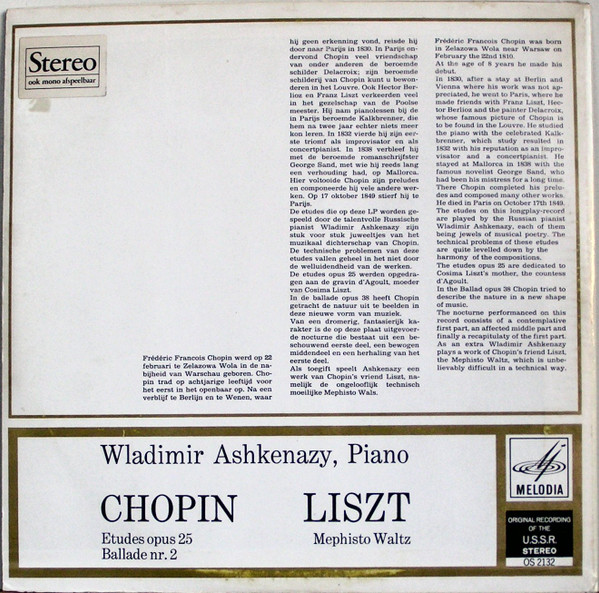 Stereo
ook mono afspeelbaar
Frédéric Francois Chopin werd op 22
februari te Zelazowa Wola in de na-
bijheid van Warschau geboren. Cho-
pin trad op achtjarige leeftijd voor
het eerst in het openbaar op. Na een
verblijf te Berlijn en te Wenen, waar
hij geen erkenning vond, reisde hij
door naar Parijs in 1830. In Parijs on-
dervond Chopin veel vriendschap
van onder anderen de beroemde
schilder Delacroix; zijn beroemde
schilderij van Chopin kunt u bewon-
deren in het Louvre. Ook Hector Ber-
lioz en Franz Liszt verkeerden veel
in het gezelschap van de Poolse
meester. Hij nam pianolessen bij de
in Parijs beroemde Kalkbrenner, die
hem na twee jaar echter niets meer
kon leren. In 1832 vierde hij zijn eer-
ste triomf als improvisator en als
concertpianist. In 1838 verbleef hij
met de beroemde romanschrijfster
George Sand, met wie hij reeds lang
een verhouding had, op Mallorca.
Hier voltooide Chopin zijn preludes
en componeerde hij vele andere wer-
ken. Op 17 oktober 1849 stierf hij te
Parijs.
De etudes die op deze LP worden ge-
speeld door de talentvolle Russische
pianist Wladimir Ashkenazy zijn
stuk voor stuk juweeltjes van het
muzikaal dichterschap van Chopin.
De technische problemen van deze
etudes vallen geheel in het niet door
de welluidendheid van de werken.
De etudes opus 25 werden opgedra-
gen aan de gravin d'Agoult, moeder
van Cosima Liszt.
In de ballade opus 38 heeft Chopin
getracht de natuur uit te beelden in
deze nieuwe vorm van muziek.
Van een dromerig, fantasierijk ka-
rakter is de op deze plaat uitgevoer-
de nocturne die bestaat uit een be-
schouwend eerste deel, een bewogen
middendeel en een herhaling van het
eerste deel.
Als toegift speelt Ashkenazy een
werk van Chopin's vriend Liszt, na-
melijk de ongelooflijk technisch
moeilijke Mephisto Wals.
Frédéric Francois Chopin was born
in Zelazowa Wola near Warsaw on
February the 22nd 1810.
At the age of 8 years he made his
debut.
In 1830, after a stay at Berlin and
Vienna where his work was not ap-
preciated, he went to Paris, where he
made friends with Franz Liszt, Hec-
tor Berlioz and the painter Delacroix,
whose famous picture of Chopin is
to be found in the Louvre. He studied
the piano with the celebrated Kalk-
brenner, which study resulted in
1832 with his reputation as an impro-
visator and a concertpianist. He
stayed at Mallorca in 1838 with the
famous novelist George Sand, who
had been his mistress for a long time.
There Chopin completed his prelu-
des and composed many other works.
He died in Paris on October 17th 1849.
The etudes on this longplay-record
are played by the Russian pianist
Wladimir Ashkenazy, each of them
being jewels of musical poetry. The
technical problems of these etudes
are quite levelled down by the
harmony of the compositions.
The etudes opus 25 are dedicated to
Cosima Liszt's mother, the countess
d'Agoult.
In the Ballad opus 38 Chopin tried to
describe the nature in a new shape
of music.
The nocturne performed on this
record consists of a contemplative
first part, an affected middle part and
finally a recapitulaty of the first part.
As an extra Wladimir Ashkenazy
plays a work of Chopin's vriend Liszt,
the Mephisto Waltz, which is unbe-
lievably difficult in a technical way.
Wladimir Ashkenazy, Piano
CHOPIN
Etudes opus 25
Ballade nr. 2
LISZT
Mephisto Waltz
MELODIA
ORIGINAL RECORDING
OF THE
U.S.S.R.
STEREO
OS 2132